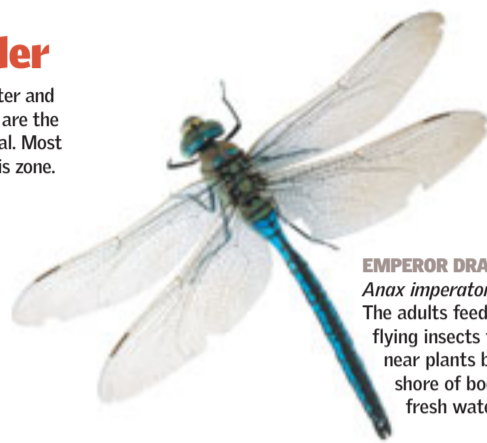 ler
ter and
are the
al. Most
is zone.
EMPEROR DRA
Anax imperator
The adults feed
flying insects
near plants b
shore of bo
fresh wat